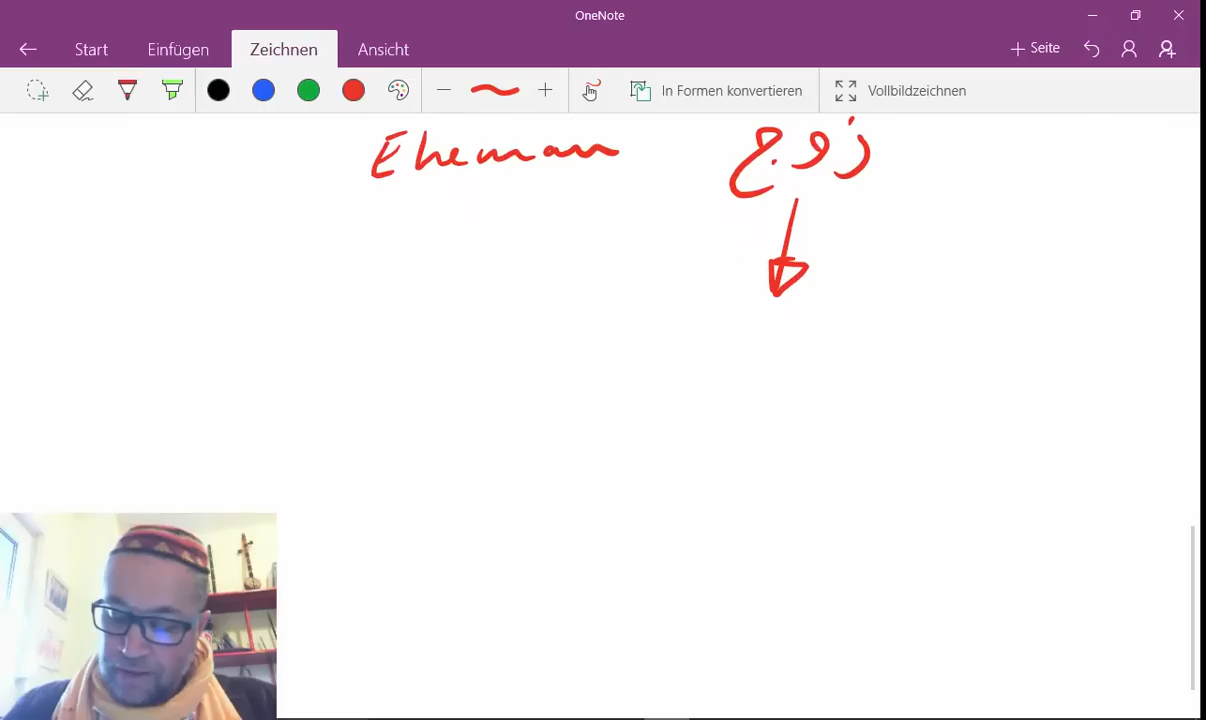 OneNote
Start Einfügen Zeichnen Ansicht Seite
In Formen konvertieren Vollbildzeichnen
Ehemann زوج